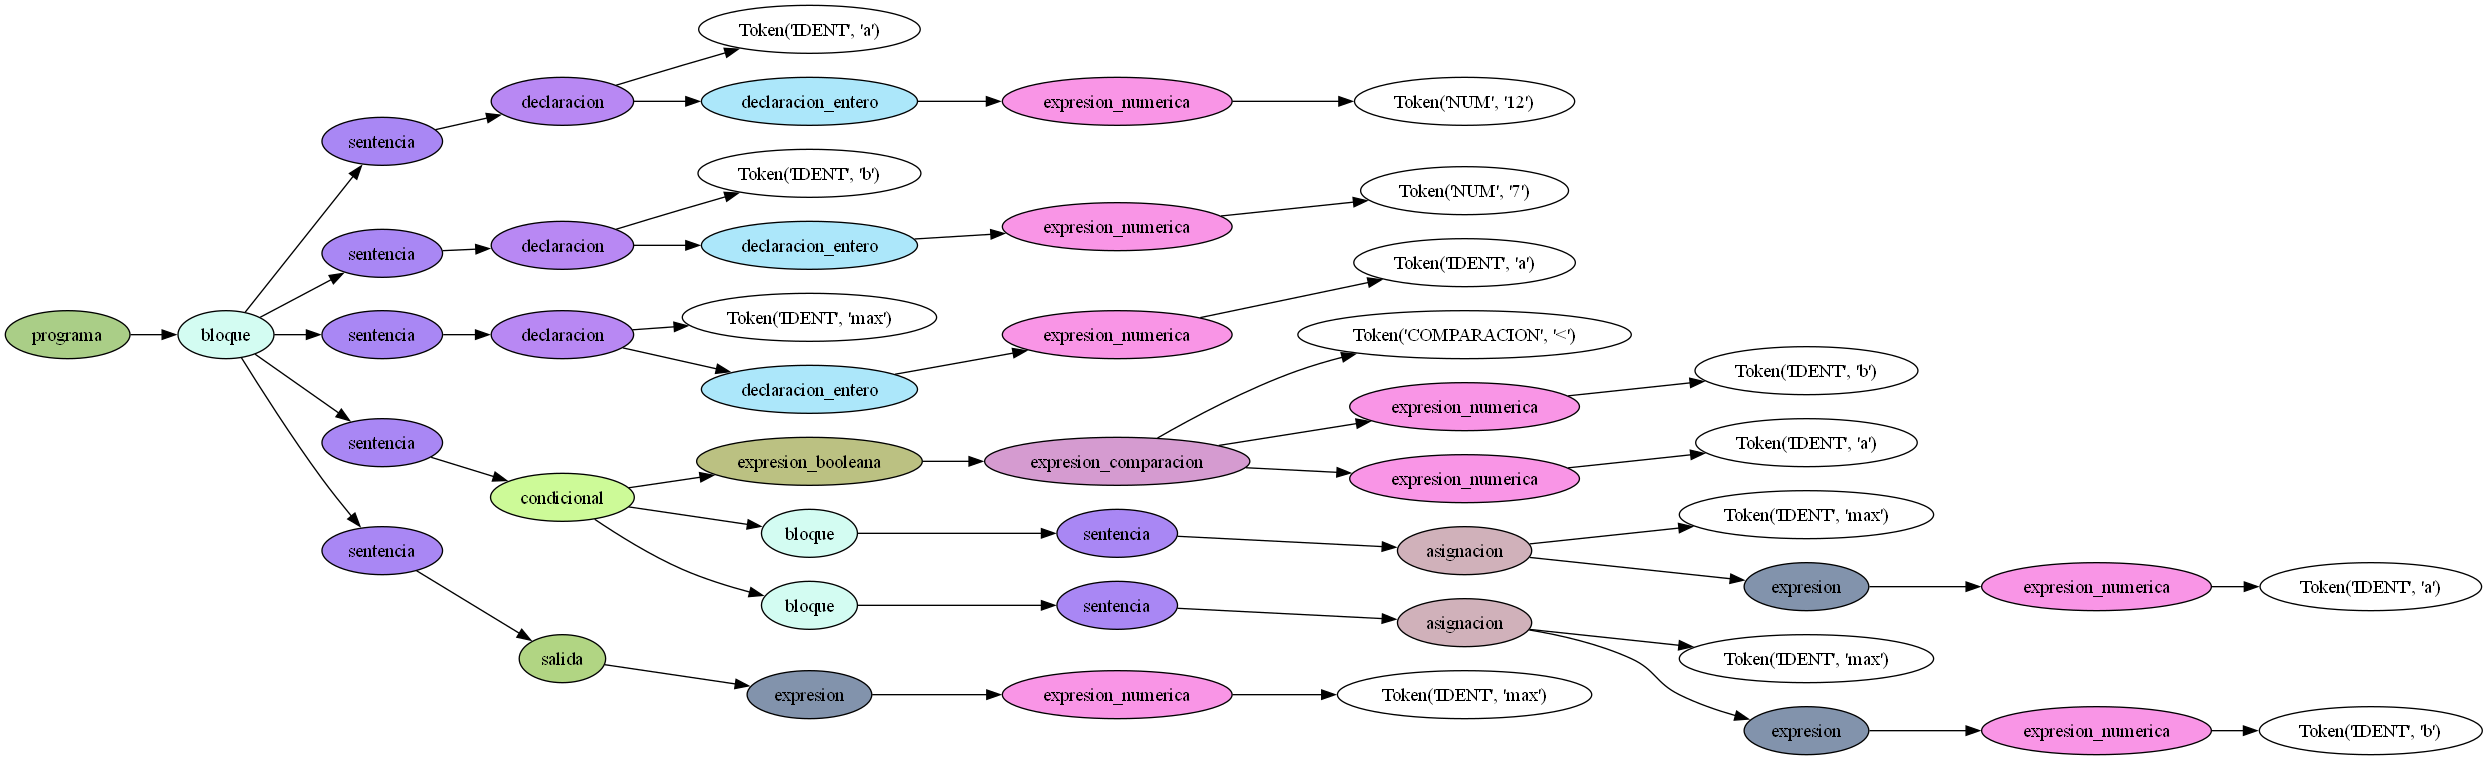 programa
bloque
sentencia
declaracion
Token('IDENT', 'a')
declaracion_entero
expresion_numerica
Token('NUM', '12')
sentencia
declaracion
Token('IDENT', 'b')
declaracion_entero
expresion_numerica
Token('NUM', '7')
sentencia
declaracion
Token('IDENT', 'max')
declaracion_entero
expresion_numerica
Token('IDENT', 'a')
sentencia
condicional
expresion_booleana
expresion_comparacion
Token('COMPARACION', '<')
expresion_numerica
Token('IDENT', 'b')
expresion_numerica
Token('IDENT', 'a')
bloque
sentencia
asignacion
Token('IDENT', 'max')
expresion
expresion_numerica
Token('IDENT', 'a')
bloque
sentencia
asignacion
Token('IDENT', 'max')
expresion
expresion_numerica
Token('IDENT', 'b')
sentencia
salida
expresion
expresion_numerica
Token('IDENT', 'max')